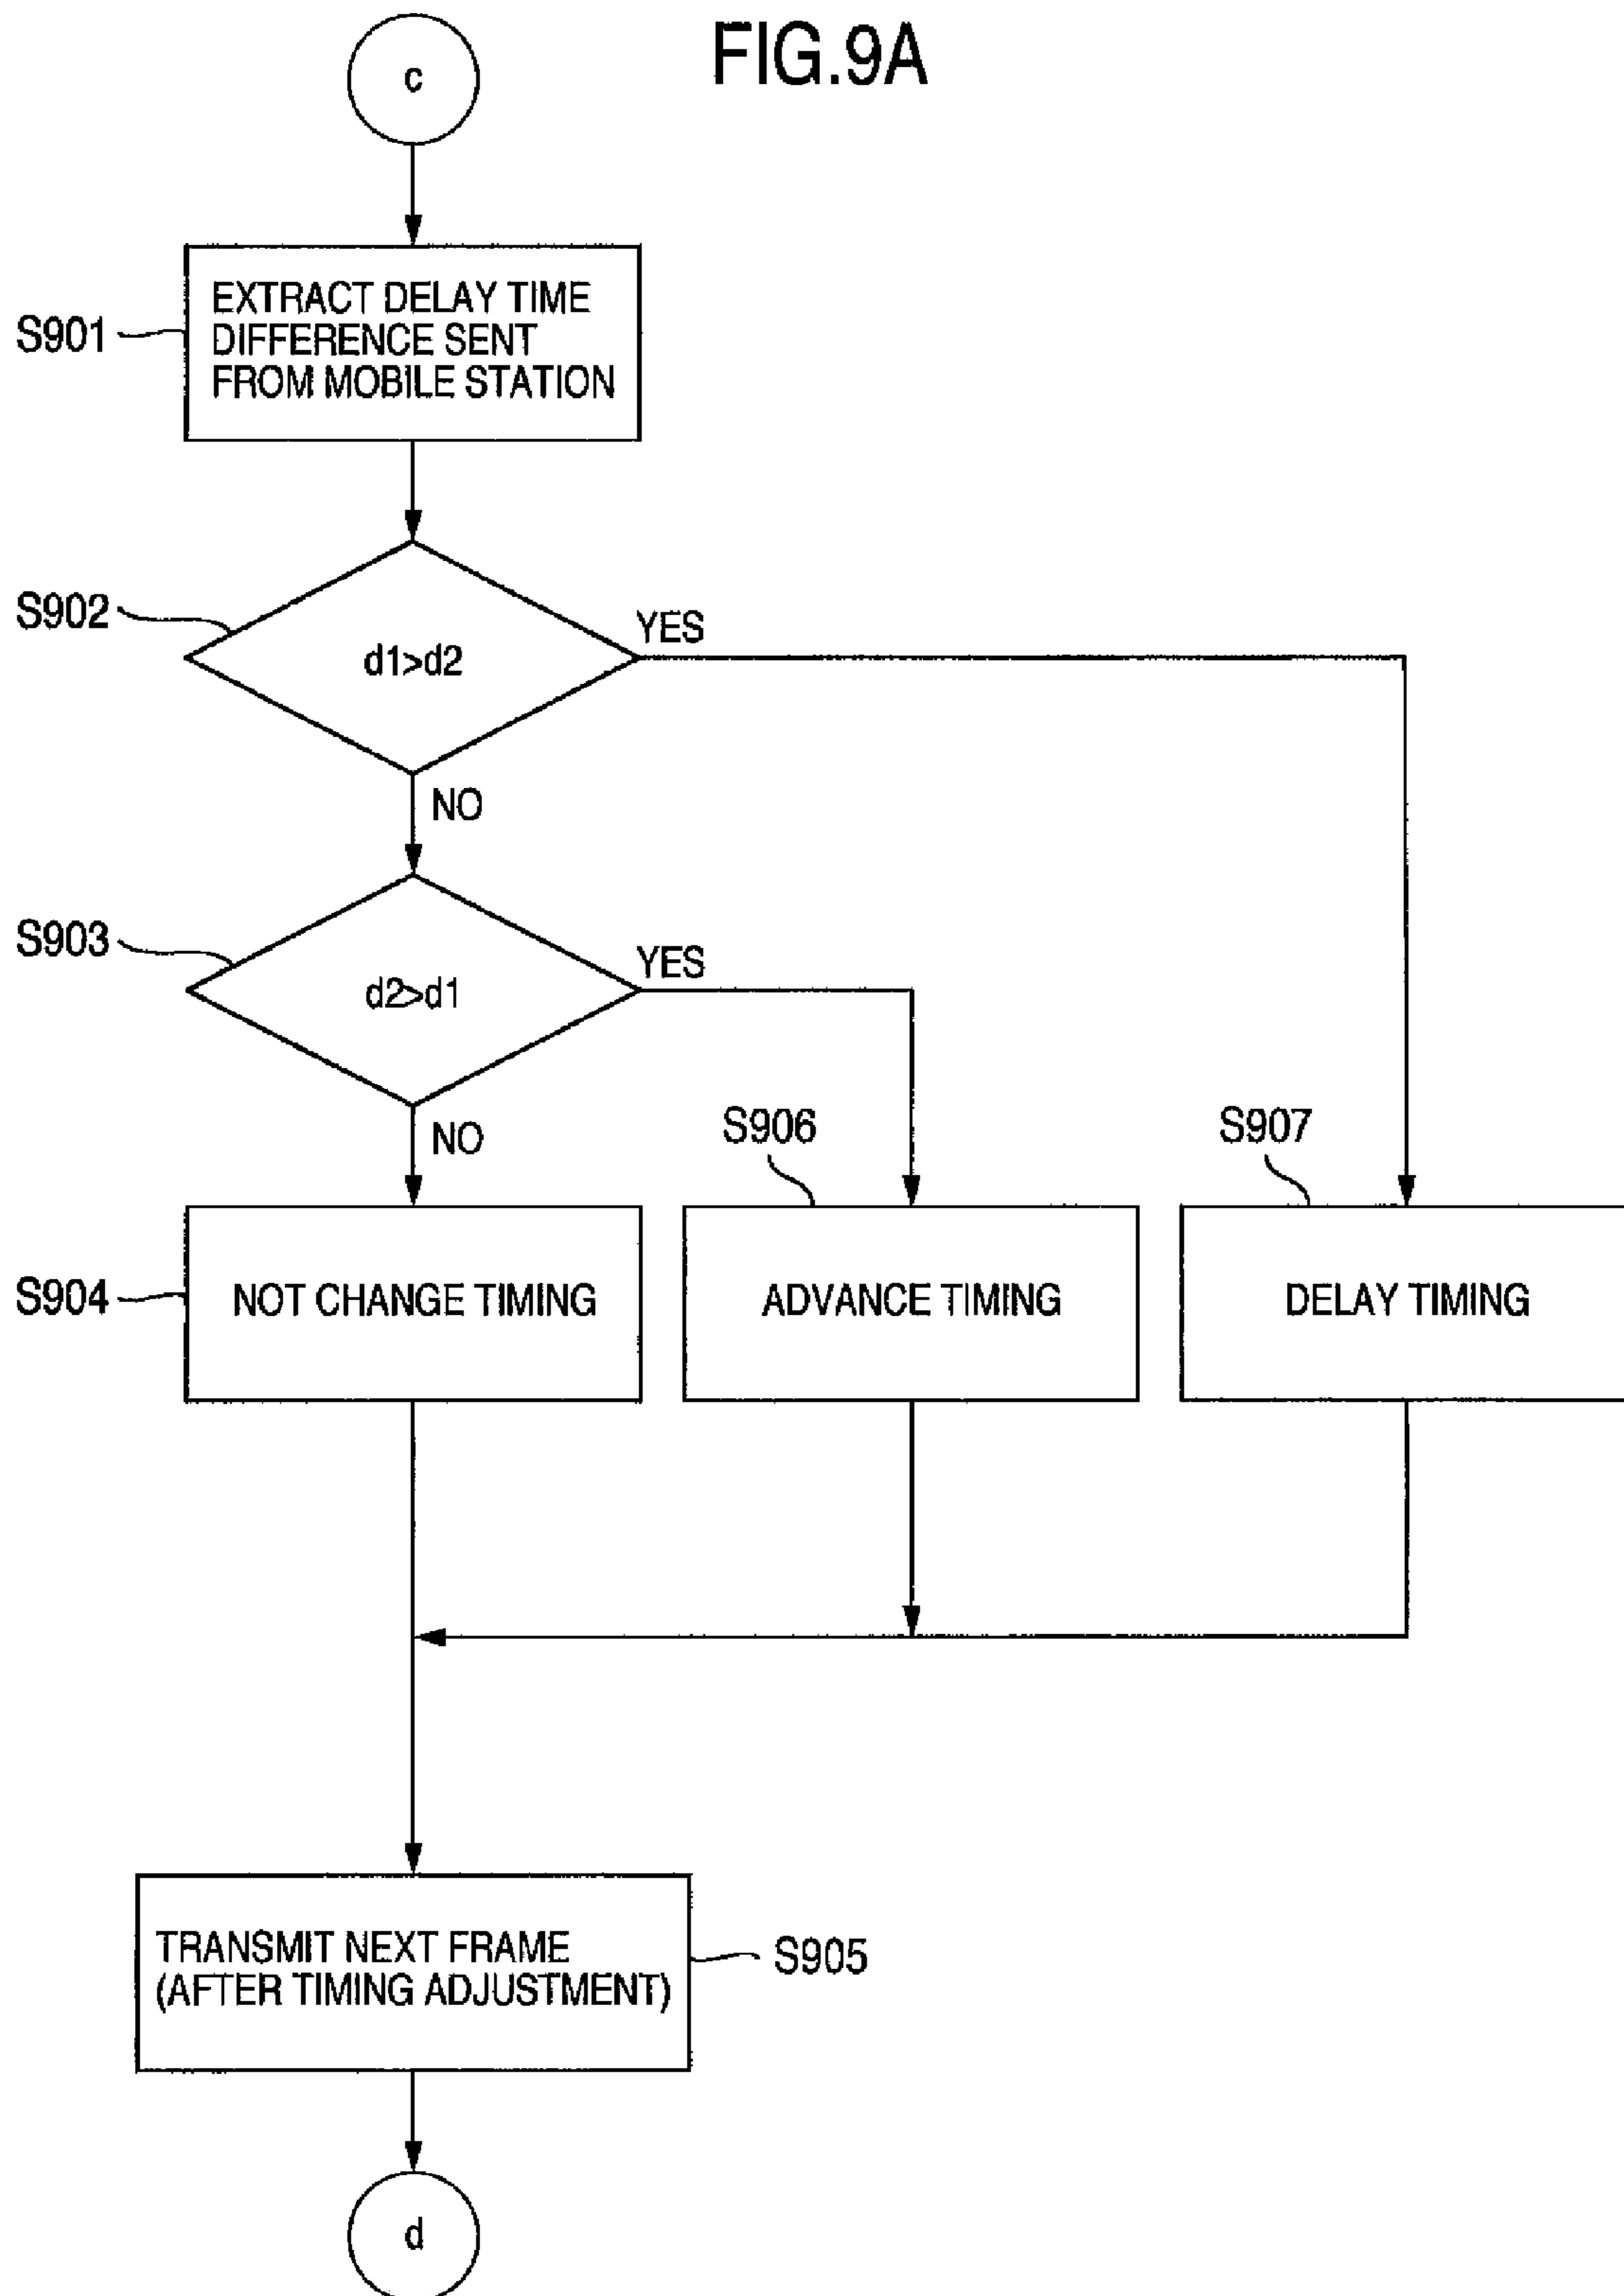 FIG.9A
c
EXTRACT DELAY TIME
DIFFERENCE SENT
FROM MOBILE STATION
S901
S902
d1>d2
YES
NO
S903
d2>d1
YES
NO
S906
S907
S904
NOT CHANGE TIMING
ADVANCE TIMING
DELAY TIMING
TRANSMIT NEXT FRAME
(AFTER TIMING ADJUSTMENT)
S905
d